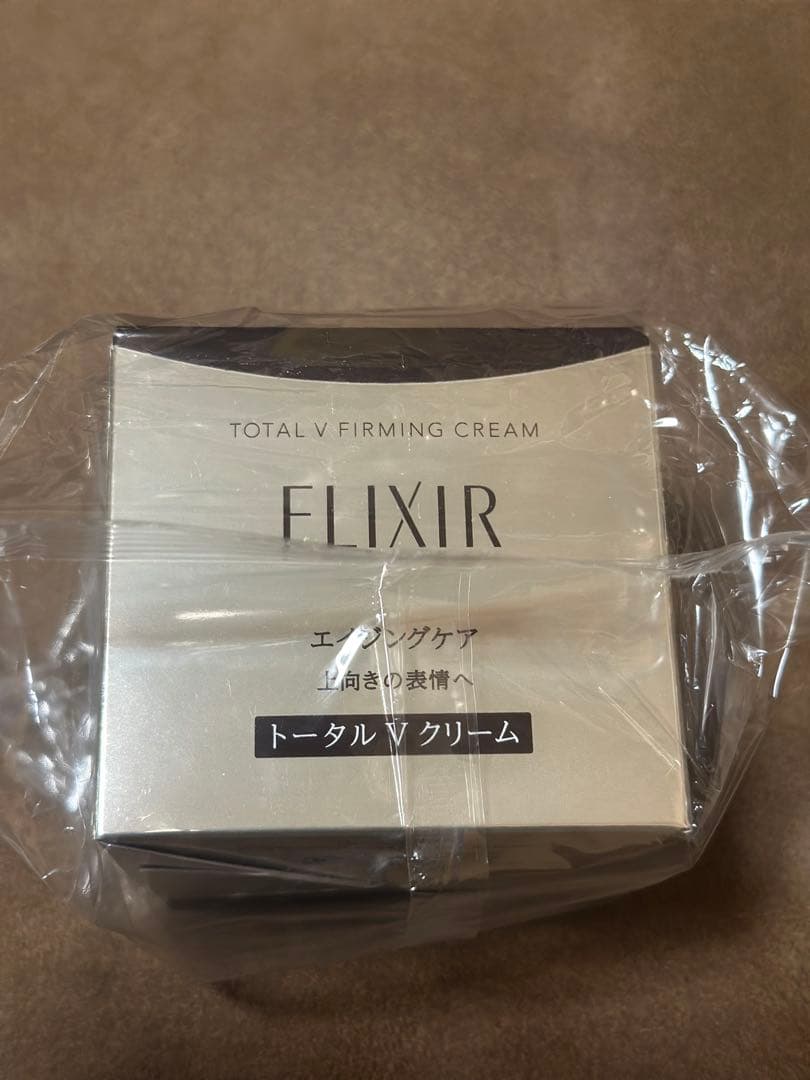 TOTAL V FIRMING CREAM
ELIXIR
エイジングケア
上向きの表情へ
トータル V クリーム